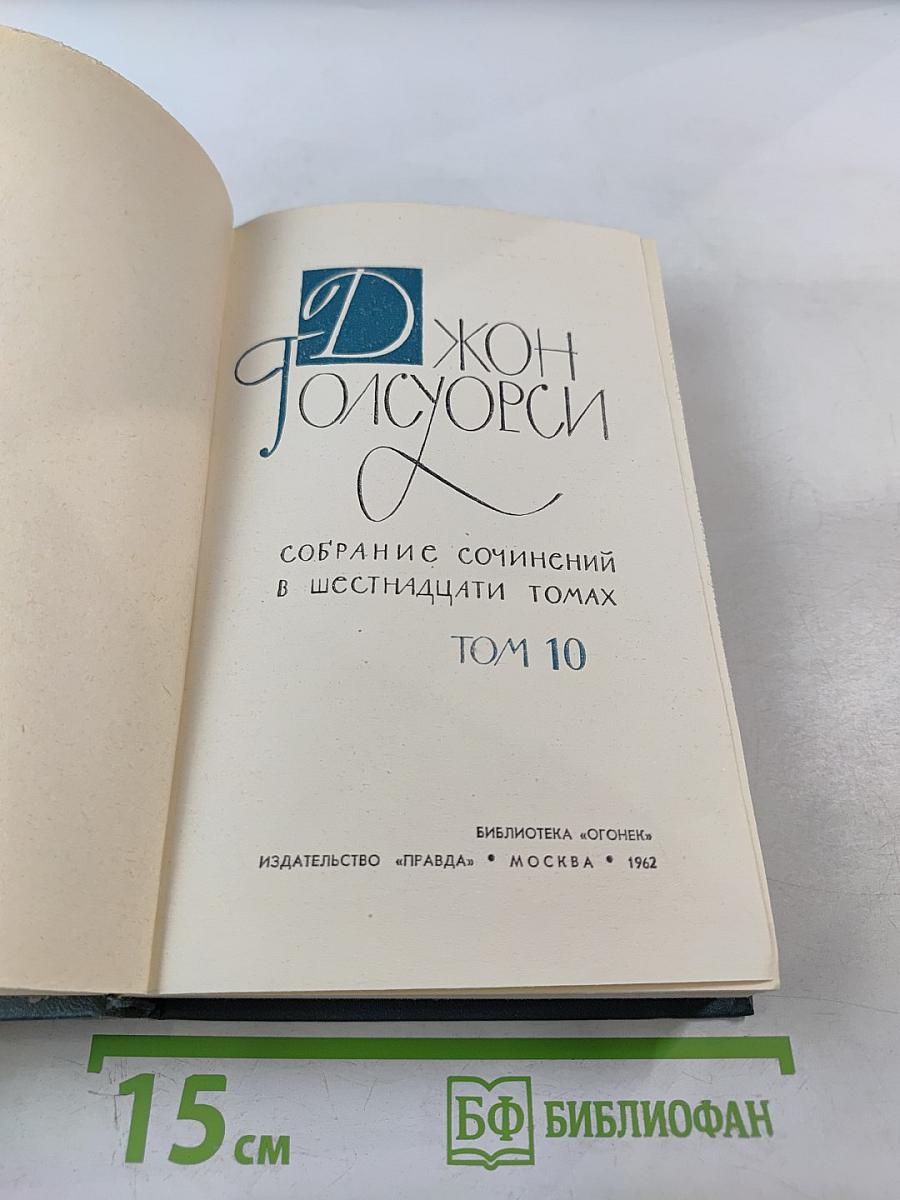 ДЖОН
ГОЛСУОРСИ
СОБРАНИЕ СОЧИНЕНИЙ
В ШЕСТНАДЦАТИ ТОМАХ
ТОМ 10
БИБЛИОТЕКА «ОГОНЕК»
ИЗДАТЕЛЬСТВО «ПРАВДА» • МОСКВА • 1962
15 см
БФ БИБЛИОФАН